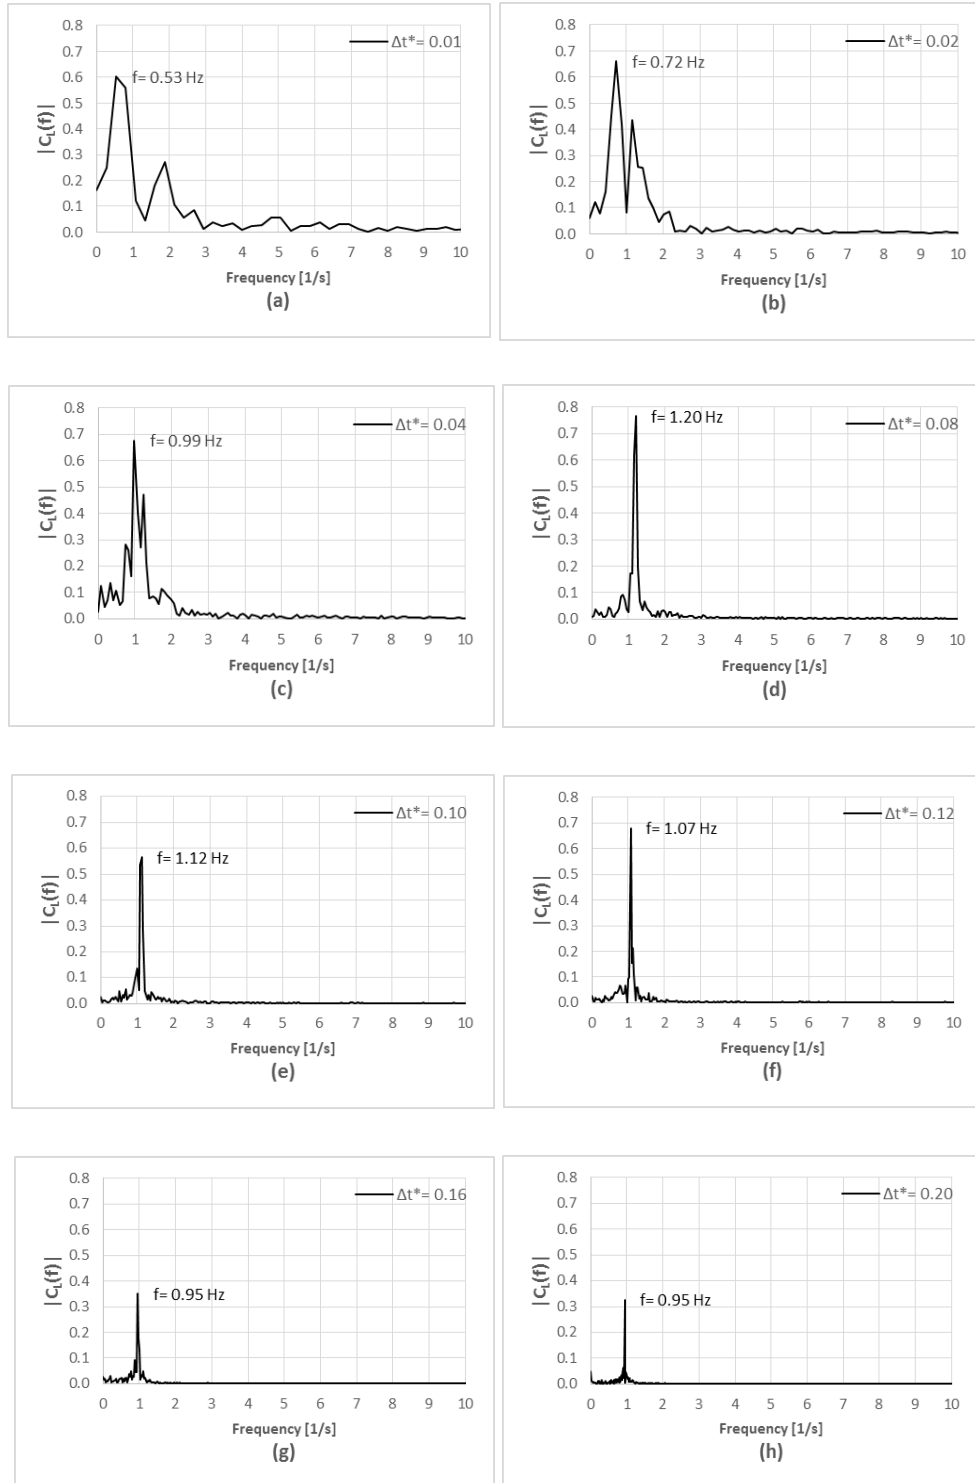 0.8
0.7
0.6
0.5
0.4
0.3
0.2
0.1
0.0
|C_L(f)|
Δt*= 0.01
f= 0.53 Hz
0 1 2 3 4 5 6 7 8 9 10
Frequency [1/s]
(a)
0.8
0.7
0.6
0.5
0.4
0.3
0.2
0.1
0.0
|C_L(f)|
Δt*= 0.02
f= 0.72 Hz
0 1 2 3 4 5 6 7 8 9 10
Frequency [1/s]
(b)
0.8
0.7
0.6
0.5
0.4
0.3
0.2
0.1
0.0
|C_L(f)|
Δt*= 0.04
f= 0.99 Hz
0 1 2 3 4 5 6 7 8 9 10
Frequency [1/s]
(c)
0.8
0.7
0.6
0.5
0.4
0.3
0.2
0.1
0.0
|C_L(f)|
f= 1.20 Hz
Δt*= 0.08
0 1 2 3 4 5 6 7 8 9 10
Frequency [1/s]
(d)
0.8
0.7
0.6
0.5
0.4
0.3
0.2
0.1
0.0
|C_L(f)|
Δt*= 0.10
f= 1.12 Hz
0 1 2 3 4 5 6 7 8 9 10
Frequency [1/s]
(e)
0.8
0.7
0.6
0.5
0.4
0.3
0.2
0.1
0.0
|C_L(f)|
Δt*= 0.12
f= 1.07 Hz
0 1 2 3 4 5 6 7 8 9 10
Frequency [1/s]
(f)
0.8
0.7
0.6
0.5
0.4
0.3
0.2
0.1
0.0
|C_L(f)|
Δt*= 0.16
f= 0.95 Hz
0 1 2 3 4 5 6 7 8 9 10
Frequency [1/s]
(g)
0.8
0.7
0.6
0.5
0.4
0.3
0.2
0.1
0.0
|C_L(f)|
Δt*= 0.20
f= 0.95 Hz
0 1 2 3 4 5 6 7 8 9 10
Frequency [1/s]
(h)